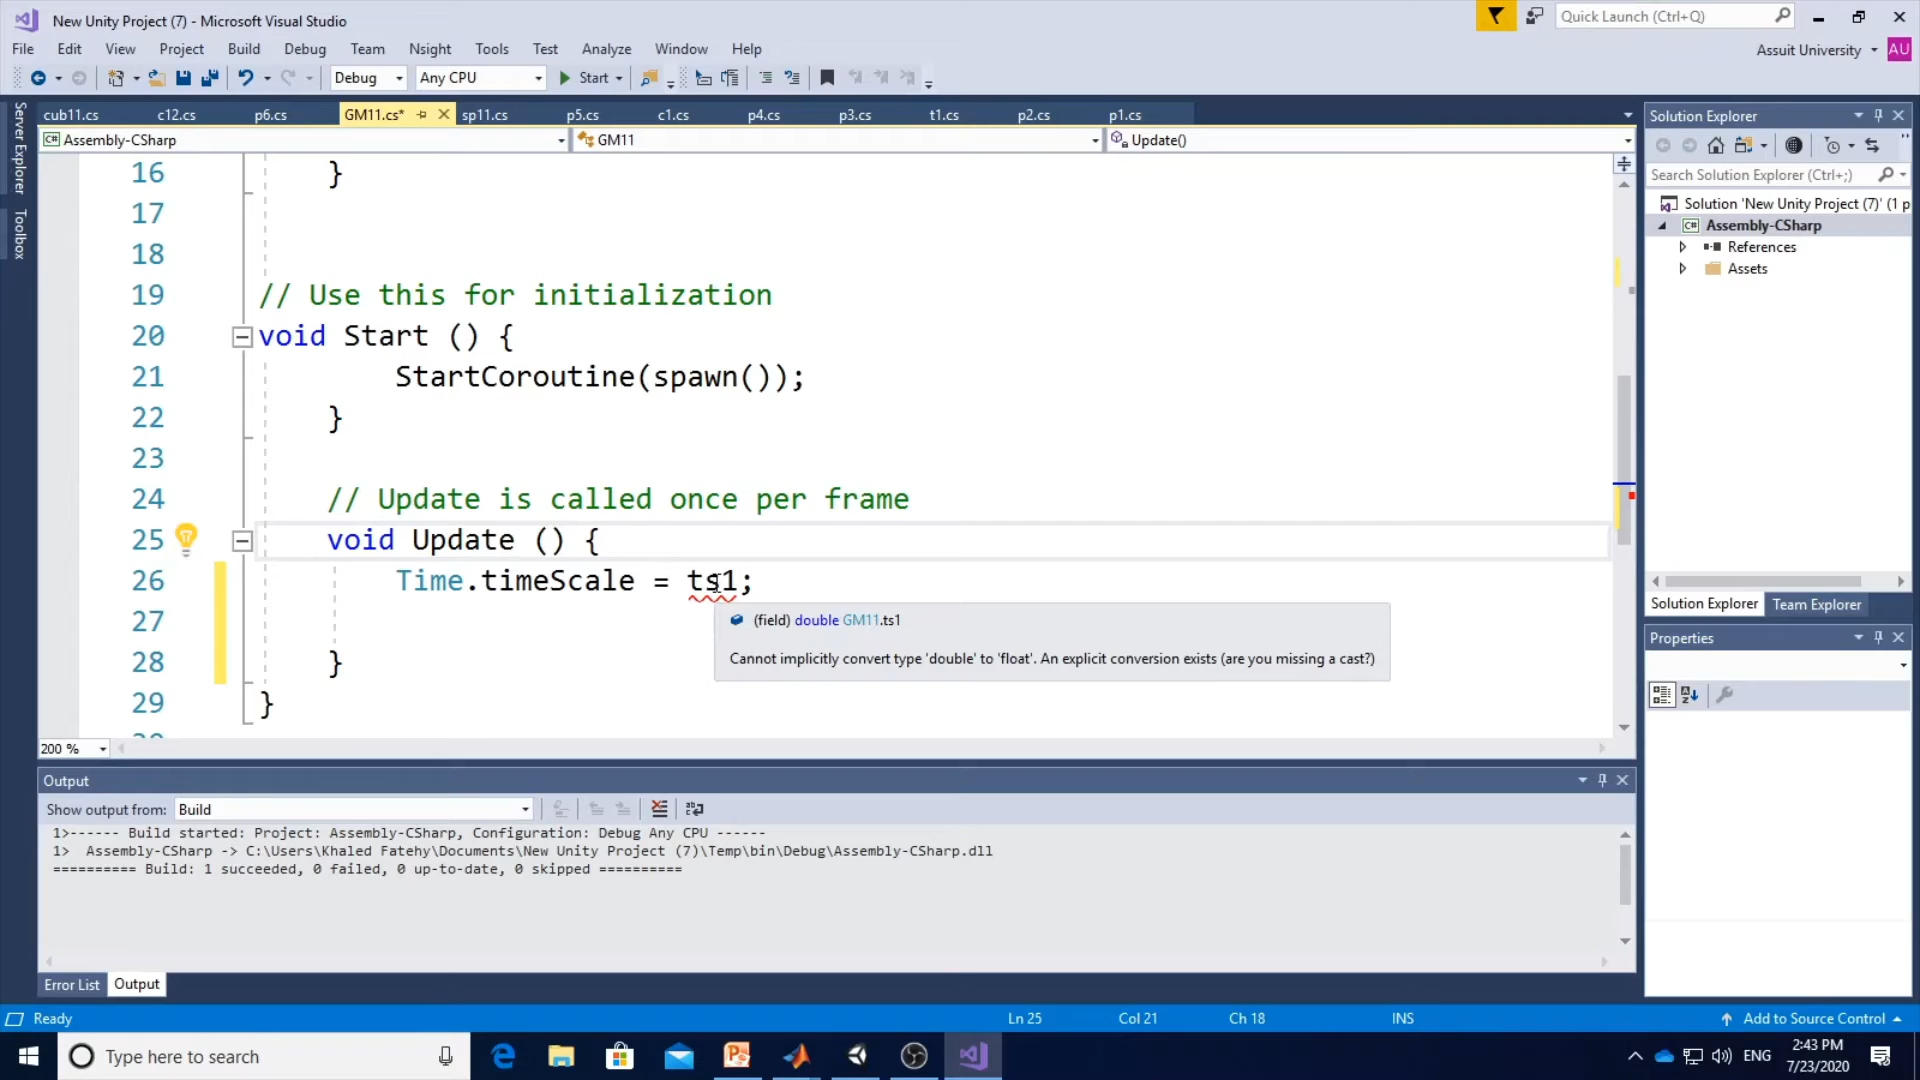 New Unity Project (7) - Microsoft Visual Studio
Quick Launch (Ctrl+Q)
File Edit View Project Build Debug Team Nsight Tools Test Analyze Window Help
Assuit University AU
Debug Any CPU Start
cub11.cs c12.cs p6.cs GM11.cs* sp11.cs p5.cs c1.cs p4.cs p3.cs t1.cs p2.cs p1.cs
Assembly-CSharp GM11 Update()
Server Explorer
Toolbox
16 }
17
18
19 // Use this for initialization
20 void Start () {
21 StartCoroutine(spawn());
22 }
23
24 // Update is called once per frame
25 void Update () {
26 Time.timeScale = ts1;
27
28 }
29 }
(field) double GM11.ts1
Cannot implicitly convert type 'double' to 'float'. An explicit conversion exists (are you missing a cast?)
200 %
Output
Show output from: Build
1>------ Build started: Project: Assembly-CSharp, Configuration: Debug Any CPU ------
1> Assembly-CSharp -> C:\Users\Khaled Fatehy\Documents\New Unity Project (7)\Temp\bin\Debug\Assembly-CSharp.dll
========== Build: 1 succeeded, 0 failed, 0 up-to-date, 0 skipped ==========
Error List Output
Solution Explorer
Search Solution Explorer (Ctrl+;)
Solution 'New Unity Project (7)' (1 p
C# Assembly-CSharp
References
Assets
Solution Explorer Team Explorer
Properties
Ready Ln 25 Col 21 Ch 18 INS Add to Source Control
Type here to search
ENG
2:43 PM
7/23/2020